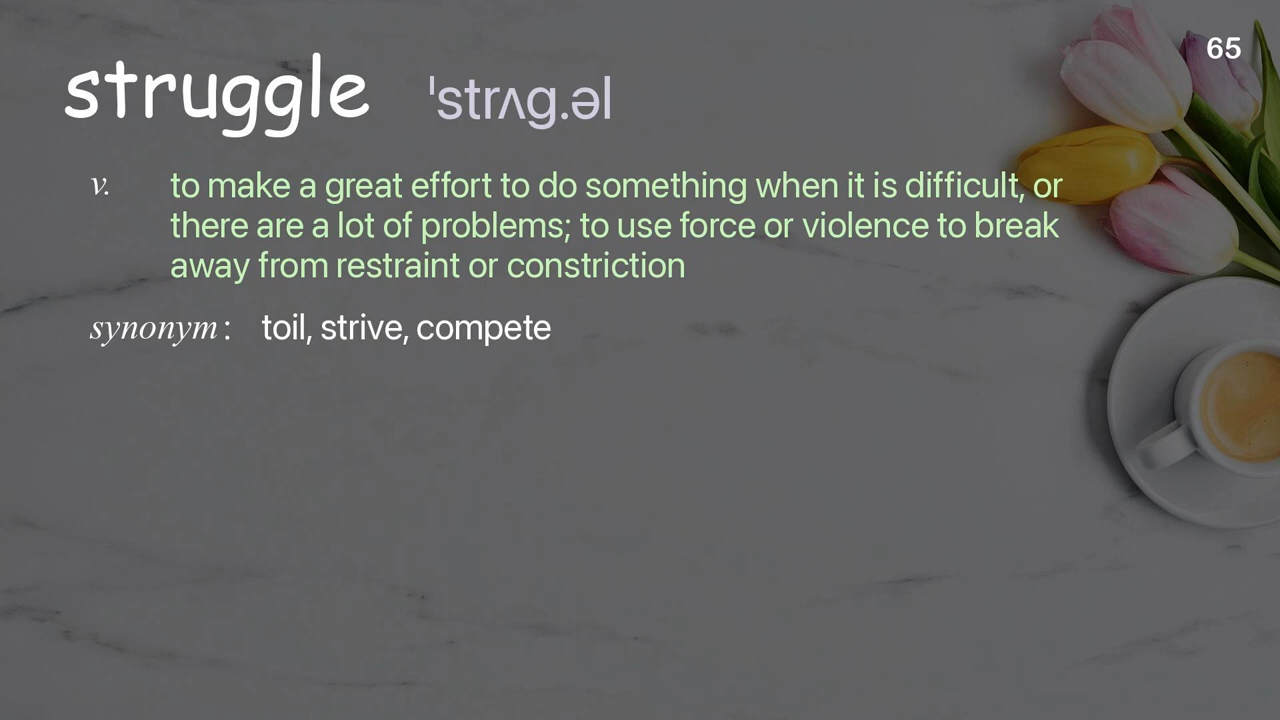 65
struggle ˈstrʌɡ.əl
v. to make a great effort to do something when it is difficult, or
there are a lot of problems; to use force or violence to break
away from restraint or constriction
synonym : toil, strive, compete